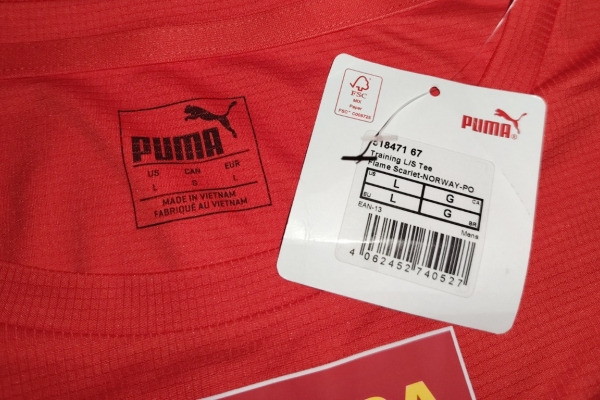 PUMA
US CAN EUR
L G L
MADE IN VIETNAM
FABRIQUÉ AU VIETNAM
FSC
MIX
Paper
PUMA
518471 67
Training L/S Tee
Flame Scarlet-NORWAY-PO
US L G CA
EU L G BR
EAN-13
Mens
4 062452 740527